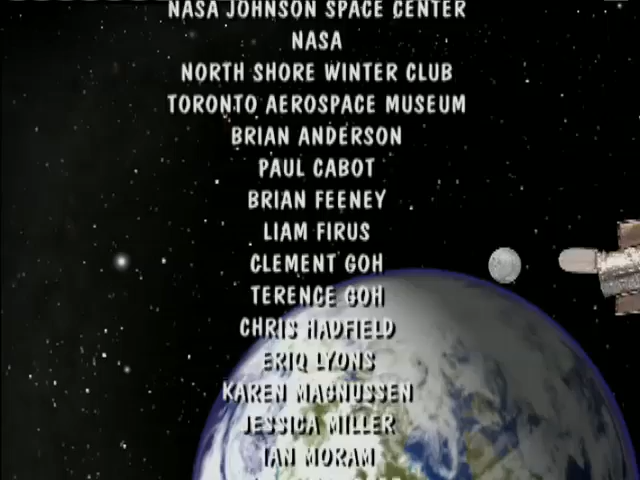 NASA JOHNSON SPACE CENTER
NASA
NORTH SHORE WINTER CLUB
TORONTO AEROSPACE MUSEUM
BRIAN ANDERSON
PAUL CABOT
BRIAN FEENEY
LIAM FIRUS
CLEMENT GOH
TERENCE GOH
CHRIS HADFIELD
ERIQ LYONS
KAREN MAGNUSSEN
JESSICA MILLER
IAN MORAM